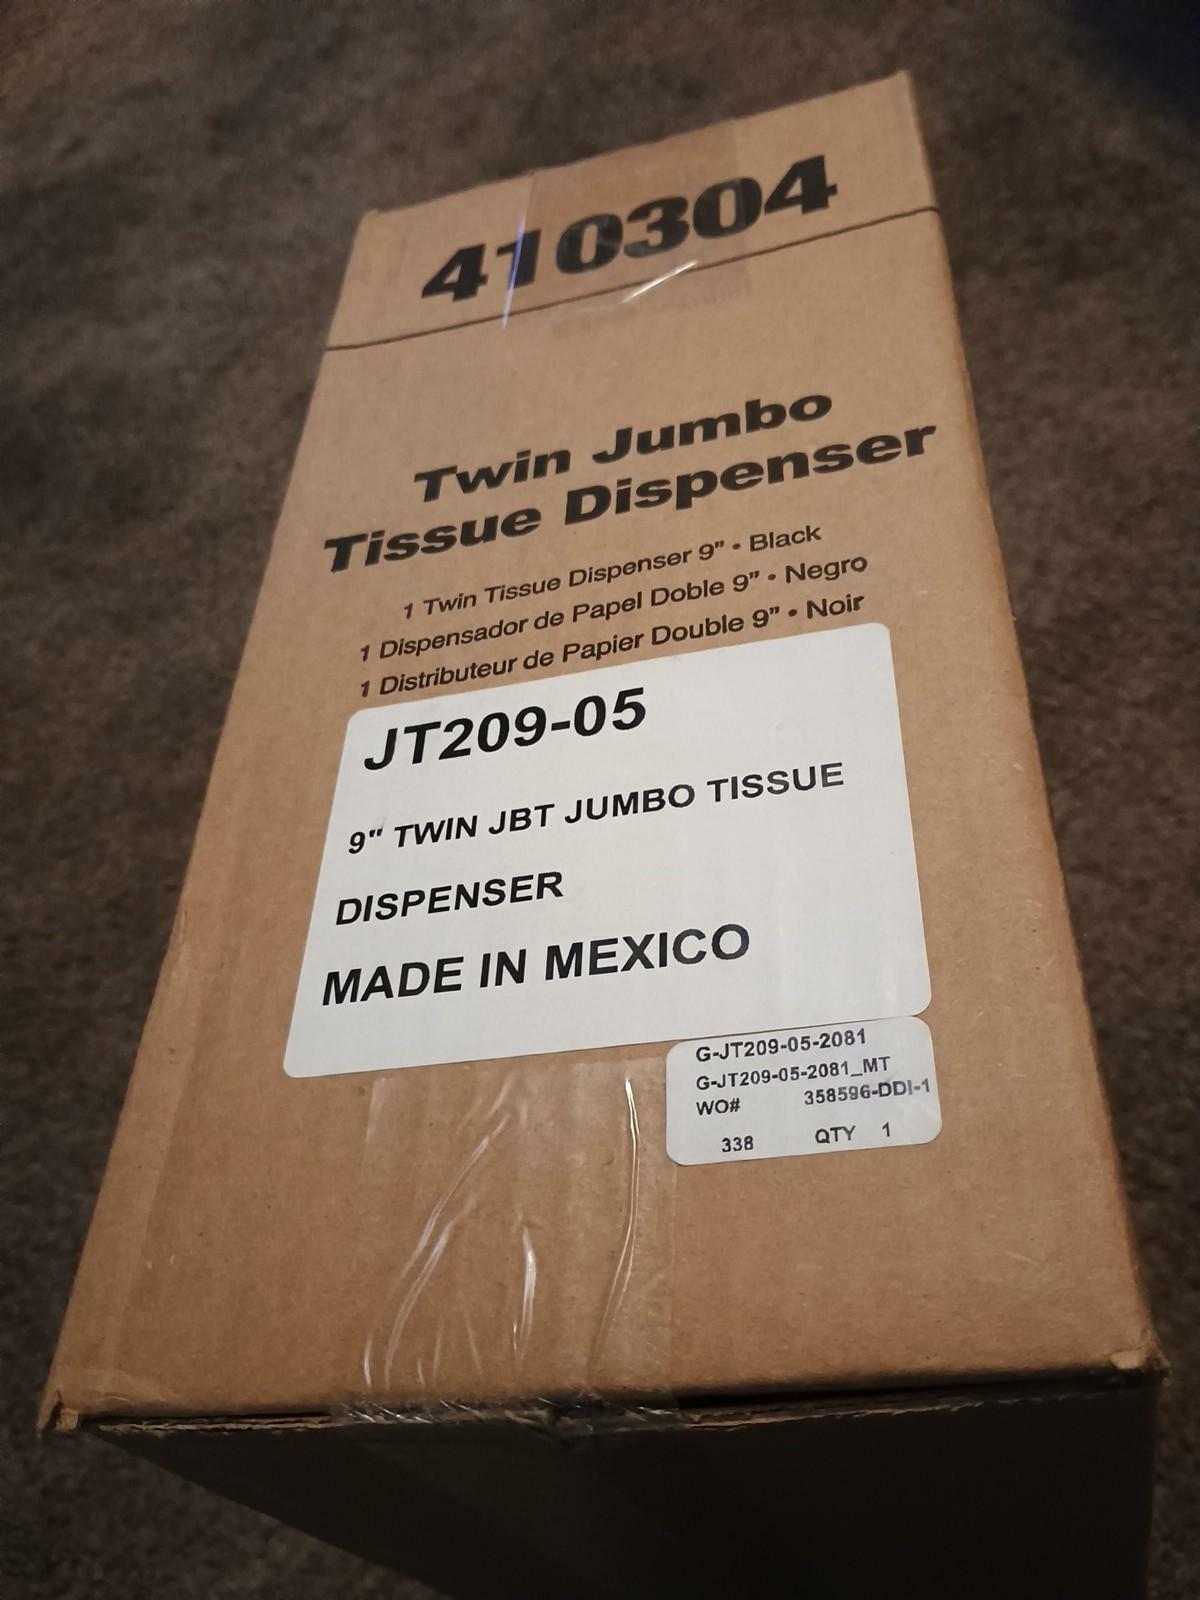 410304
Twin Jumbo
Tissue Dispenser
1 Twin Tissue Dispenser 9” • Black
1 Dispensador de Papel Doble 9” • Negro
1 Distributeur de Papier Double 9” • Noir
JT209-05
9" TWIN JBT JUMBO TISSUE
DISPENSER
MADE IN MEXICO
G-JT209-05-2081
G-JT209-05-2081_MT
WO# 358596-DDI-1
338 QTY 1